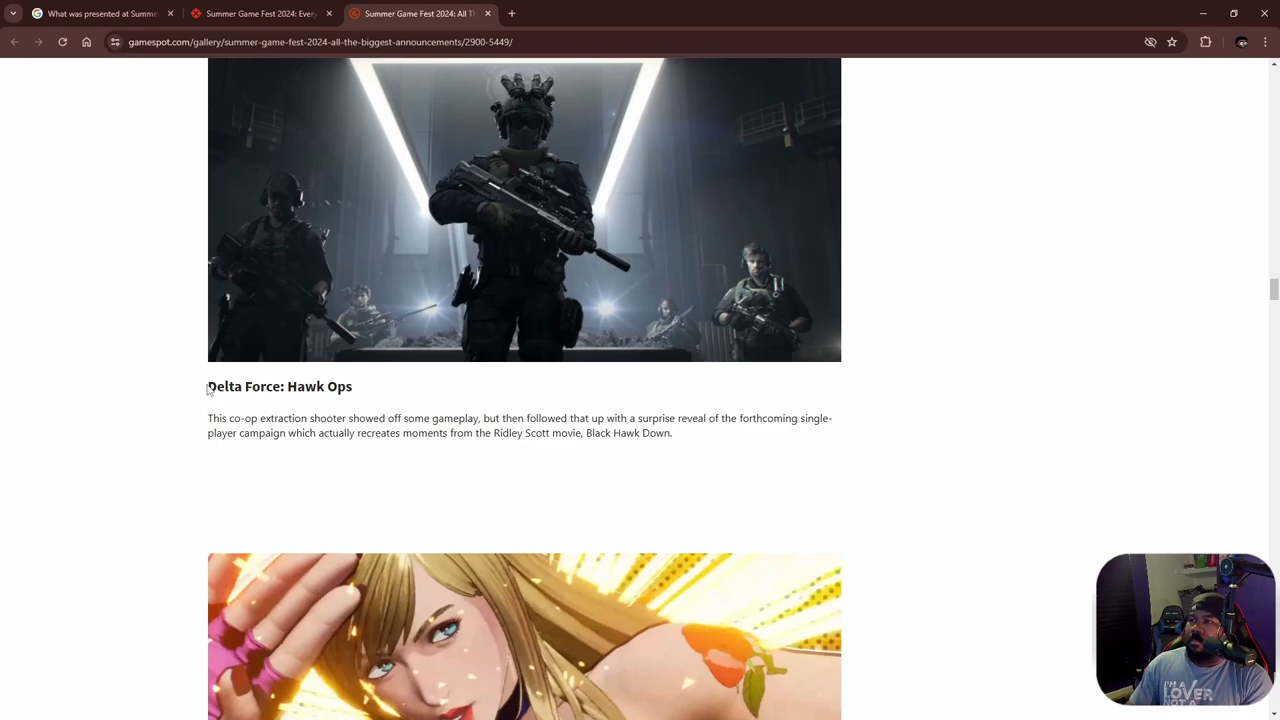 What was presented at Summe
Summer Game Fest 2024: Every
Summer Game Fest 2024: All Th
gamespot.com/gallery/summer-game-fest-2024-all-the-biggest-announcements/2900-5449/
Delta Force: Hawk Ops
This co-op extraction shooter showed off some gameplay, but then followed that up with a surprise reveal of the forthcoming single-
player campaign which actually recreates moments from the Ridley Scott movie, Black Hawk Down.
I'M A
LOVER
NOT A